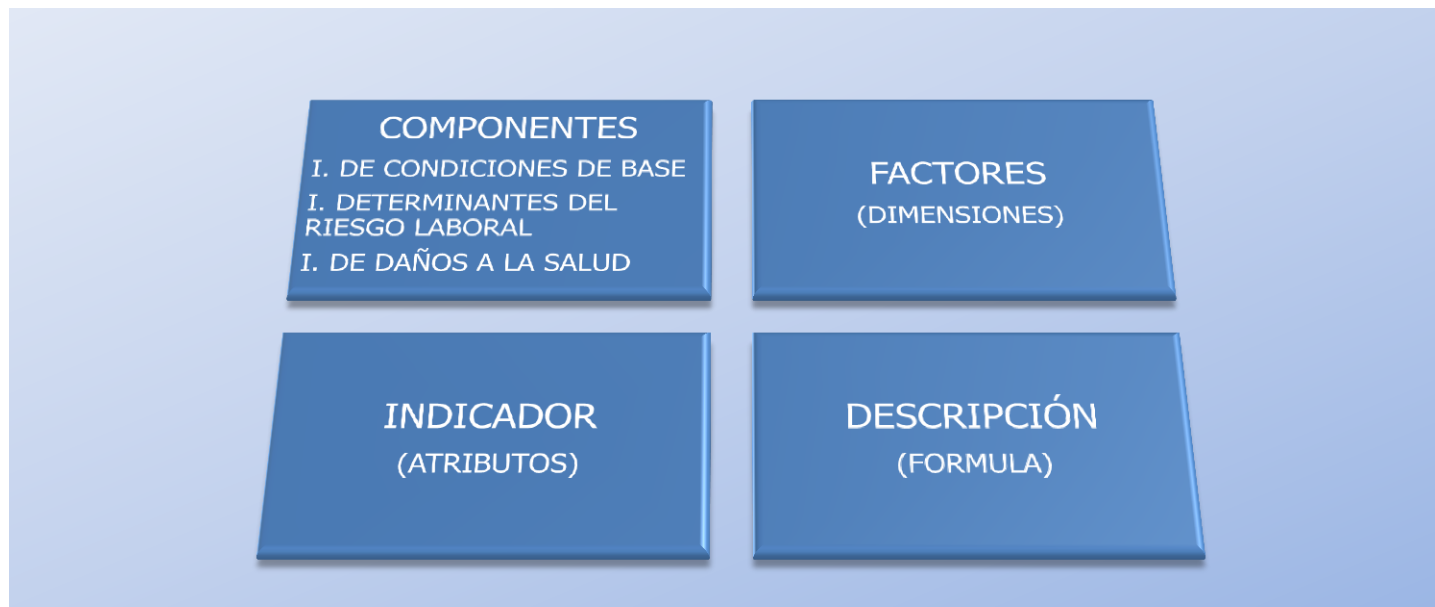 COMPONENTES
I. DE CONDICIONES DE BASE
I. DETERMINANTES DEL
RIESGO LABORAL
I. DE DAÑOS A LA SALUD
FACTORES
(DIMENSIONES)
INDICADOR
(ATRIBUTOS)
DESCRIPCIÓN
(FORMULA)